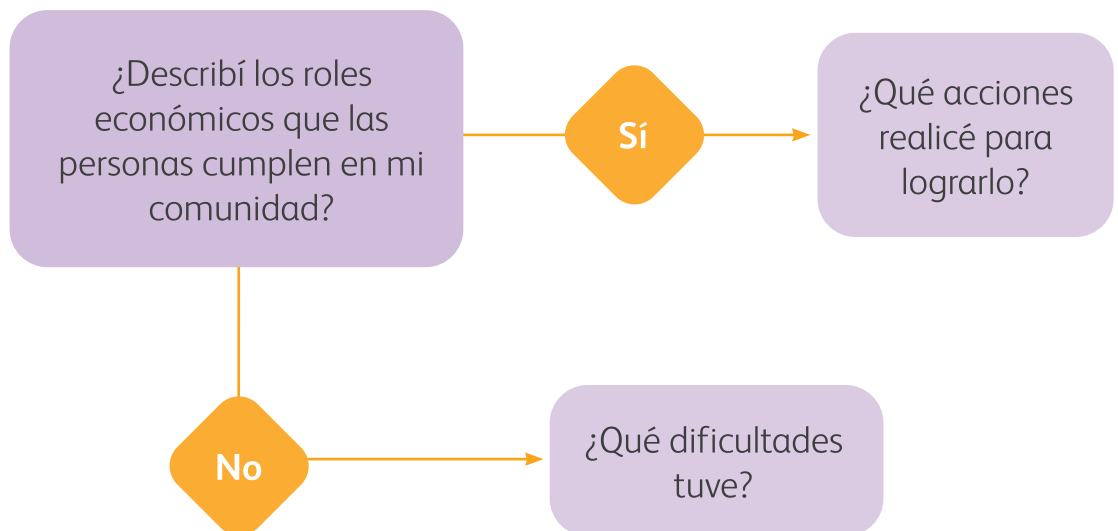 ¿Describí los roles
económicos que las
personas cumplen en mi
comunidad?
Sí
¿Qué acciones
realicé para
lograrlo?
No
¿Qué dificultades
tuve?